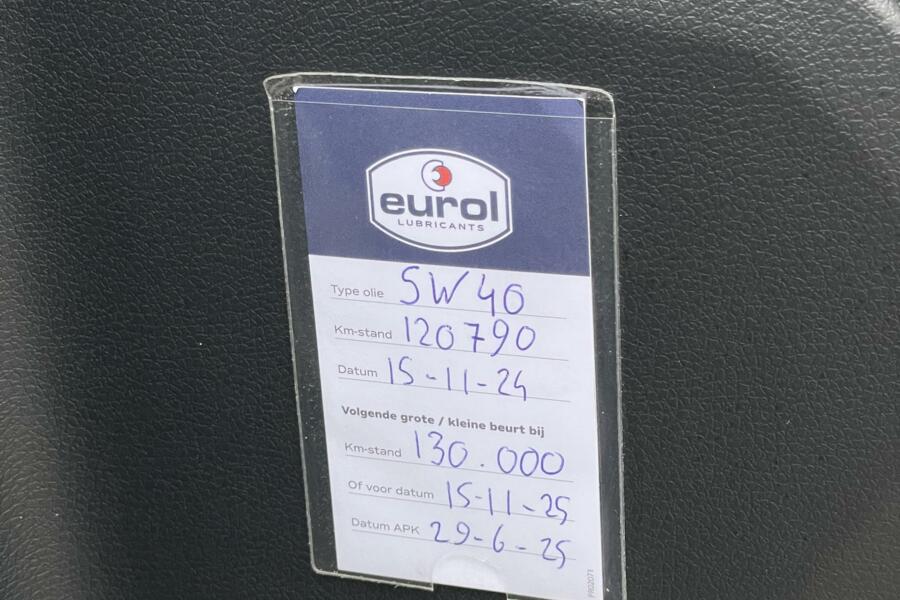 eurol
LUBRICANTS
Type olie 5W40
Km-stand 120790
Datum 15-11-24
Volgende grote / kleine beurt bij
Km-stand 130.000
Of voor datum 15-11-25
Datum APK 29-6-25